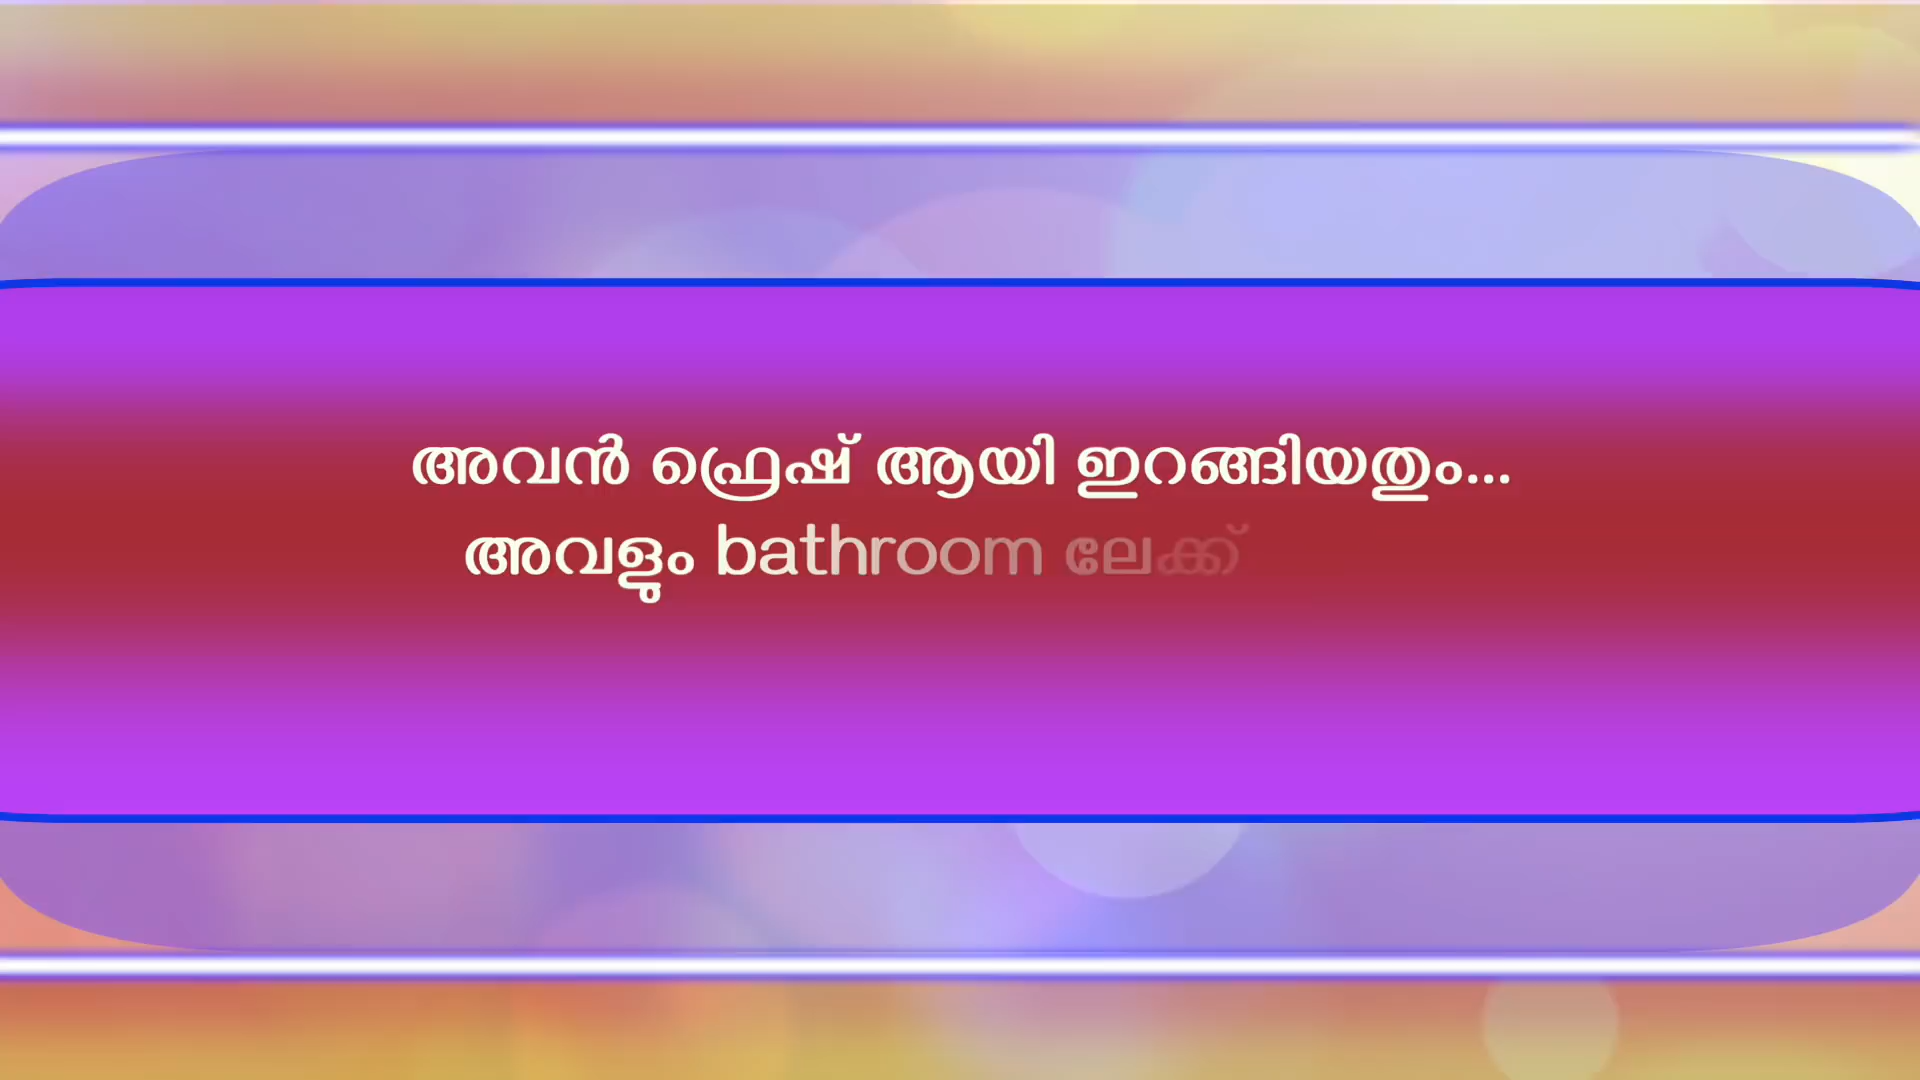 അവൻ ഫ്രെഷ് ആയി ഇറങ്ങിയതും...
അവളും bathroom ലേക്ക്